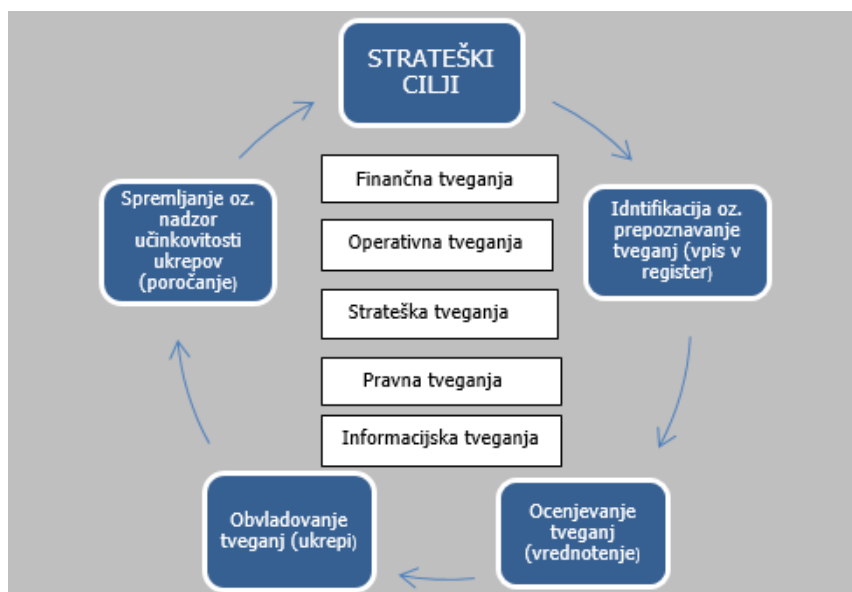 STRATEŠKI
CILJI
Finančna tveganja
Operativna tveganja
Strateška tveganja
Pravna tveganja
Informacijska tveganja
Idntifikacija oz.
prepoznavanje
tveganj (vpis v
register)
Ocenjevanje
tveganj
(vrednotenje)
Obvladovanje
tveganj (ukrepi)
Spremljanje oz.
nadzor
učinkovitosti
ukrepov
(poročanje)